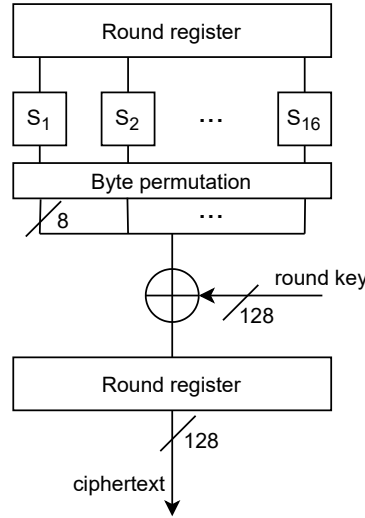 Round register
S1
S2
...
S16
Byte permutation
8
...
round key
128
Round register
128
ciphertext